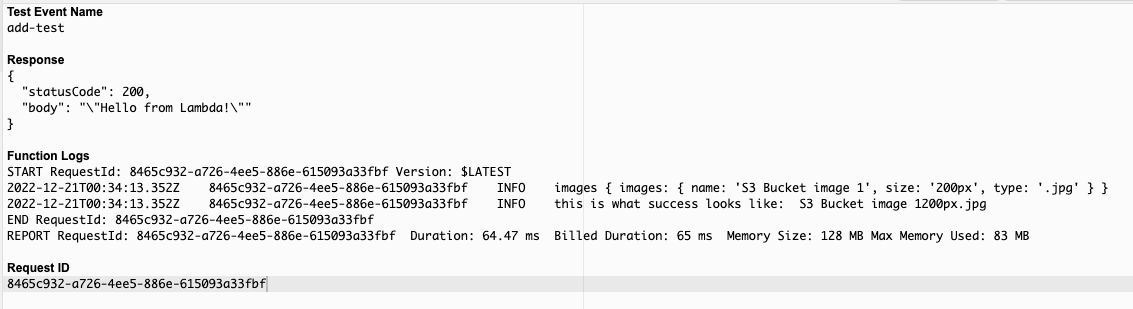 Test Event Name
add-test
Response
{
  "statusCode": 200,
  "body": "\"Hello from Lambda!\""
}
Function Logs
START RequestId: 8465c932-a726-4ee5-886e-615093a33fbf Version: $LATEST
2022-12-21T00:34:13.352Z	8465c932-a726-4ee5-886e-615093a33fbf	INFO	images { images: { name: 'S3 Bucket image 1', size: '200px', type: '.jpg' } }
2022-12-21T00:34:13.352Z	8465c932-a726-4ee5-886e-615093a33fbf	INFO	this is what success looks like:  S3 Bucket image 1200px.jpg
END RequestId: 8465c932-a726-4ee5-886e-615093a33fbf
REPORT RequestId: 8465c932-a726-4ee5-886e-615093a33fbf	Duration: 64.47 ms	Billed Duration: 65 ms	Memory Size: 128 MB	Max Memory Used: 83 MB
Request ID
8465c932-a726-4ee5-886e-615093a33fbf